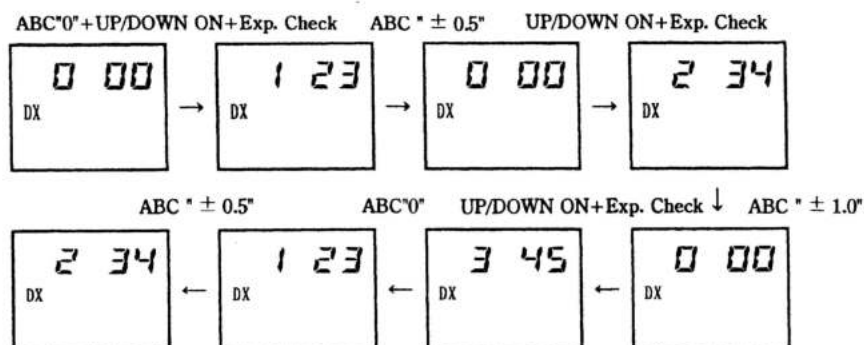 ABC"0"+UP/DOWN ON+Exp. Check ABC " ± 0.5" UP/DOWN ON+Exp. Check
0 00 → 1 23 → 0 00 → 2 34
DX DX DX DX
ABC " ± 0.5" ABC"0" UP/DOWN ON+Exp. Check ↓ ABC " ± 1.0"
2 34 ← 1 23 ← 3 45 ← 0 00
DX DX DX DX